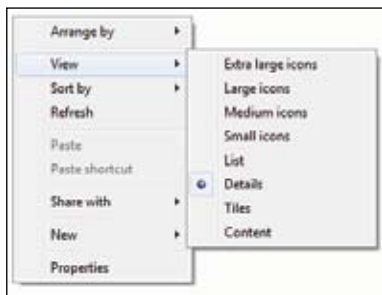 Arrange by
View
Sort by
Refresh
Paste
Paste shortcut
Share with
New
Properties
Extra large icons
Large icons
Medium icons
Small icons
List
Details
Tiles
Content